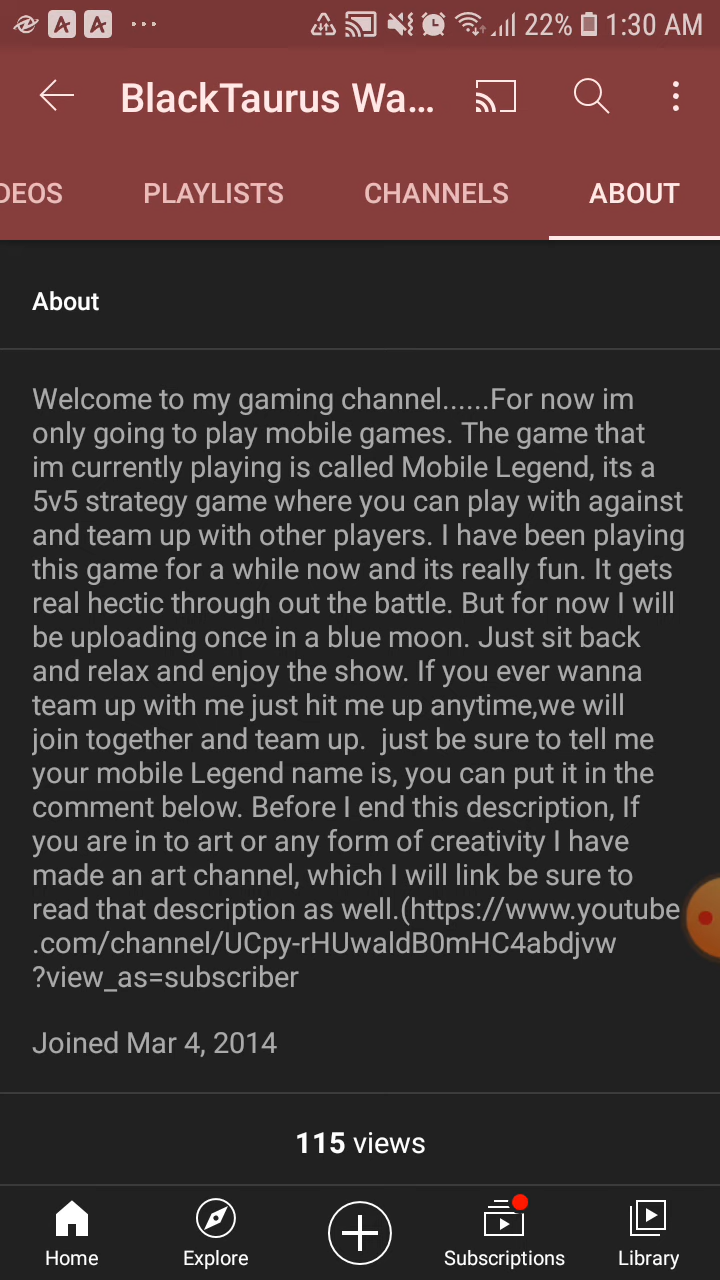 22% 1:30 AM
BlackTaurus Wa...
DEOS PLAYLISTS CHANNELS ABOUT
About
Welcome to my gaming channel......For now im
only going to play mobile games. The game that
im currently playing is called Mobile Legend, its a
5v5 strategy game where you can play with against
and team up with other players. I have been playing
this game for a while now and its really fun. It gets
real hectic through out the battle. But for now I will
be uploading once in a blue moon. Just sit back
and relax and enjoy the show. If you ever wanna
team up with me just hit me up anytime,we will
join together and team up.  just be sure to tell me
your mobile Legend name is, you can put it in the
comment below. Before I end this description, If
you are in to art or any form of creativity I have
made an art channel, which I will link be sure to
read that description as well.(https://www.youtube
.com/channel/UCpy-rHUwaldB0mHC4abdjvw
?view_as=subscriber
Joined Mar 4, 2014
115 views
Home Explore Subscriptions Library